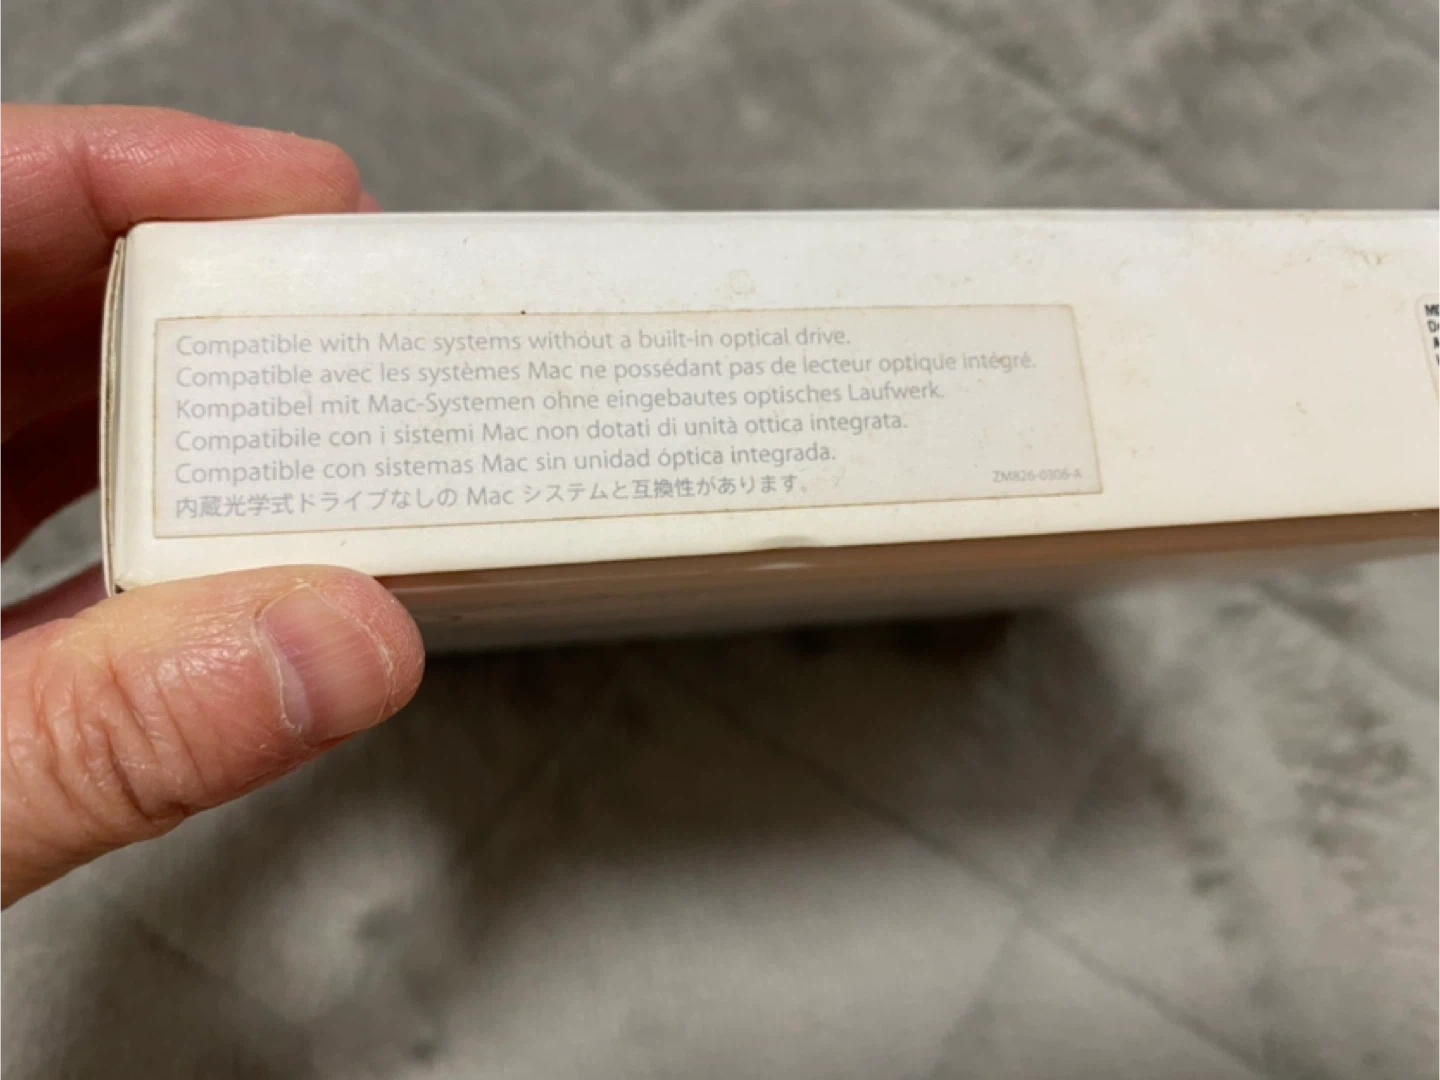 Compatible with Mac systems without a built-in optical drive.
Compatible avec les systèmes Mac ne possédant pas de lecteur optique intégré.
Kompatibel mit Mac-Systemen ohne eingebautes optisches Laufwerk.
Compatibile con i sistemi Mac non dotati di unità ottica integrata.
Compatible con sistemas Mac sin unidad óptica integrada.
内蔵光学式ドライブなしの Mac システムと互換性があります。
ZM826-0306-A